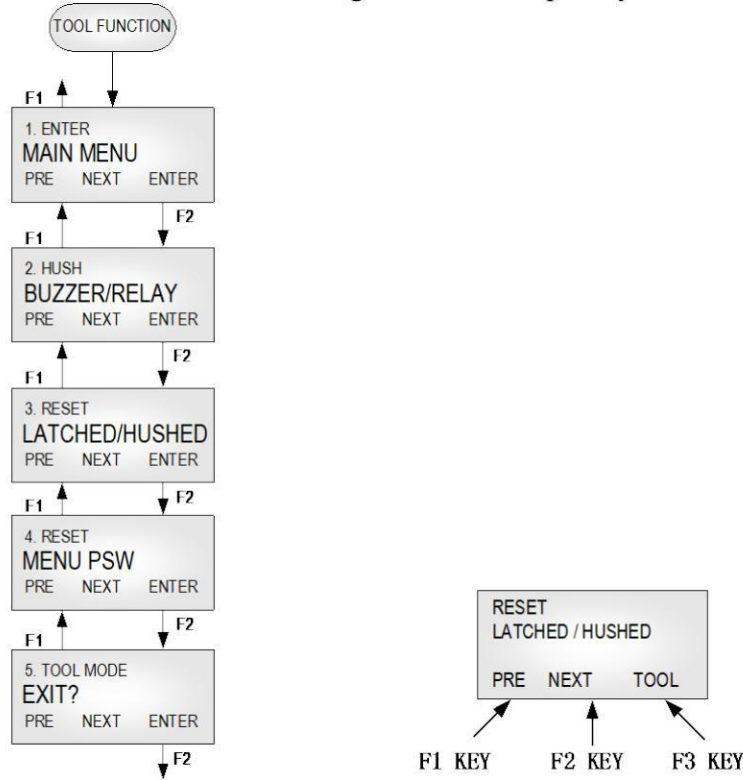 TOOL FUNCTION
F1
1. ENTER
MAIN MENU
PRE NEXT ENTER
F1 F2
2. HUSH
BUZZER/RELAY
PRE NEXT ENTER
F1 F2
3. RESET
LATCHED/HUSHED
PRE NEXT ENTER
F1 F2
4. RESET
MENU PSW
PRE NEXT ENTER
F1 F2
5. TOOL MODE
EXIT?
PRE NEXT ENTER
F2
RESET
LATCHED / HUSHED
PRE NEXT TOOL
F1 KEY F2 KEY F3 KEY